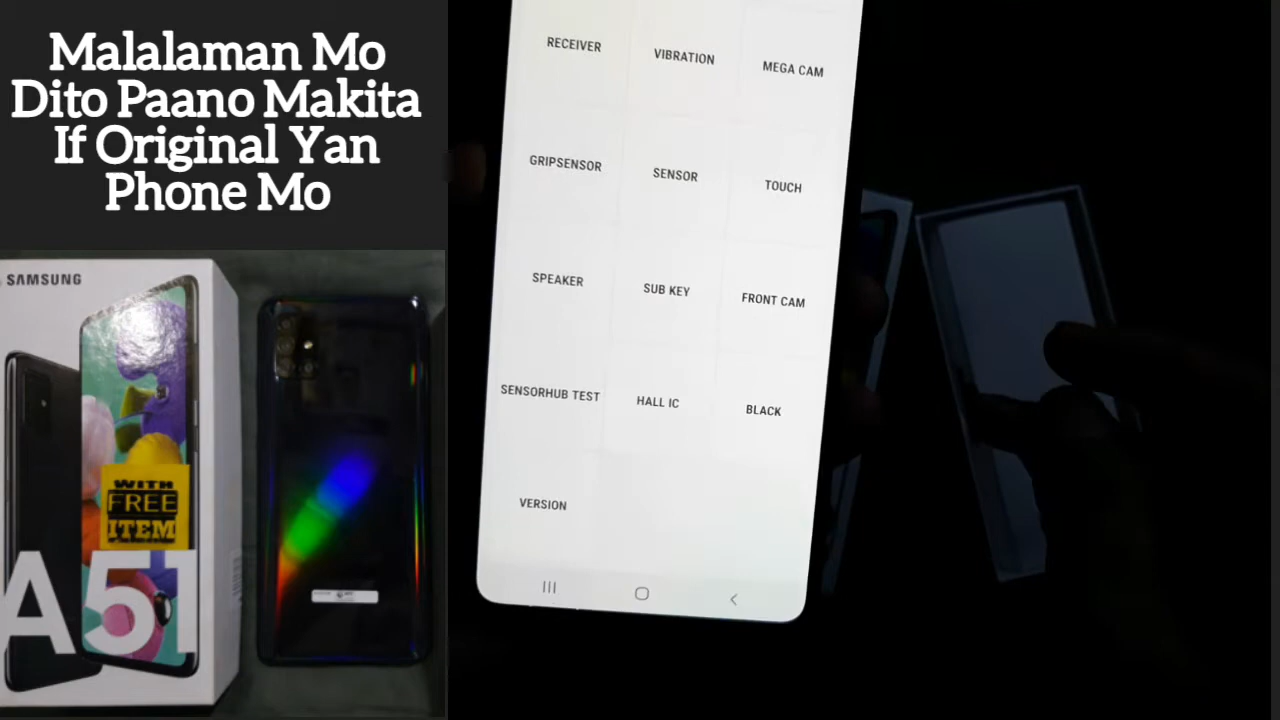 Malalaman Mo
Dito Paano Makita
If Original Yan
Phone Mo
SAMSUNG
WITH
FREE
ITEM
A51
RECEIVER
VIBRATION
MEGA CAM
GRIPSENSOR
SENSOR
TOUCH
SPEAKER
SUB KEY
FRONT CAM
SENSORHUB TEST
HALL IC
BLACK
VERSION